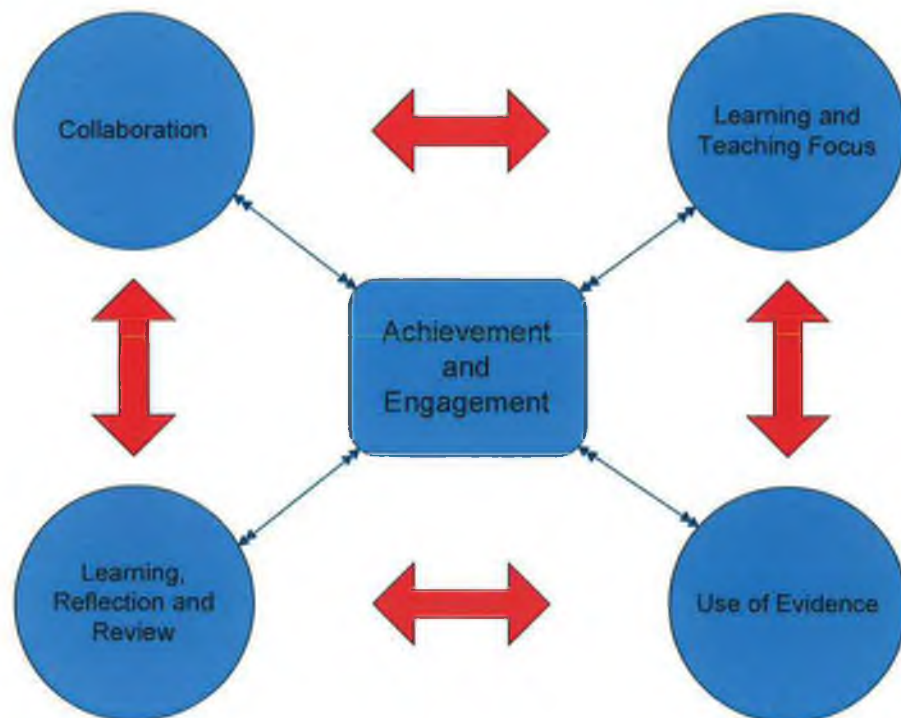 Collaboration
Learning and
Teaching Focus
Achievement
and
Engagement
Learning,
Reflection and
Review
Use of Evidence